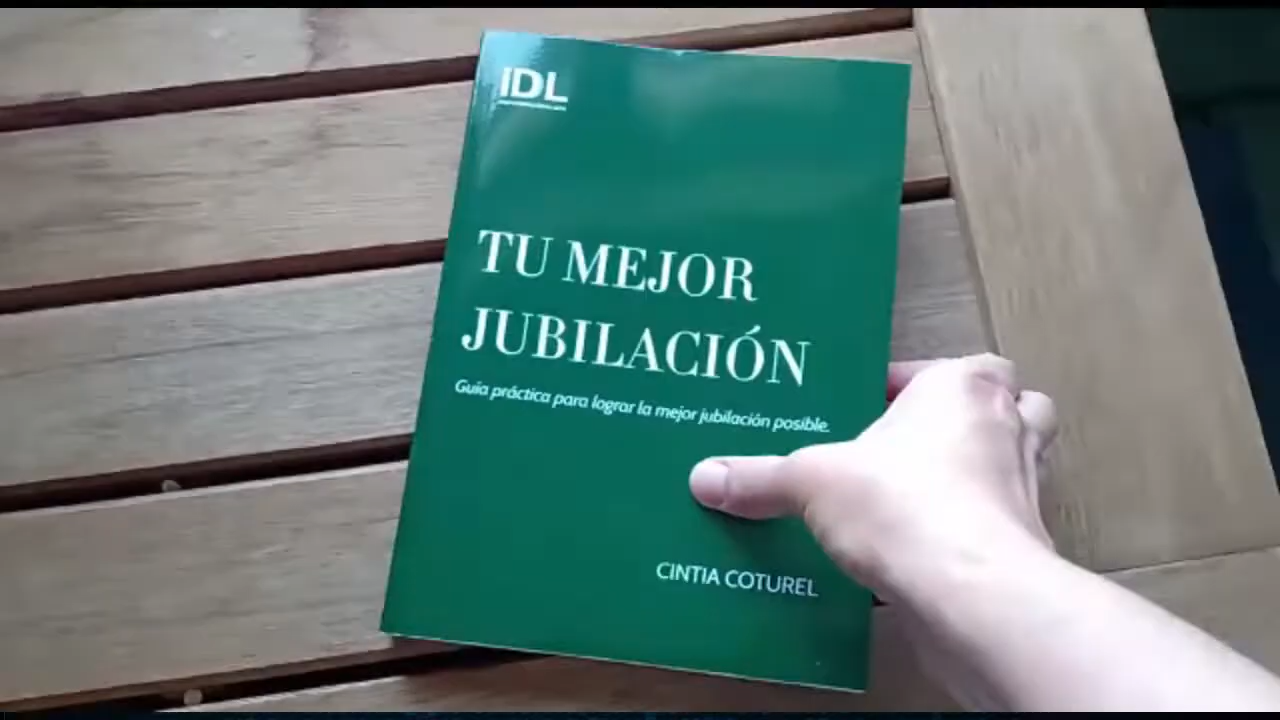 IDL
TU MEJOR
JUBILACIÓN
Guía práctica para lograr la mejor jubilación posible.
CINTIA COTUREL